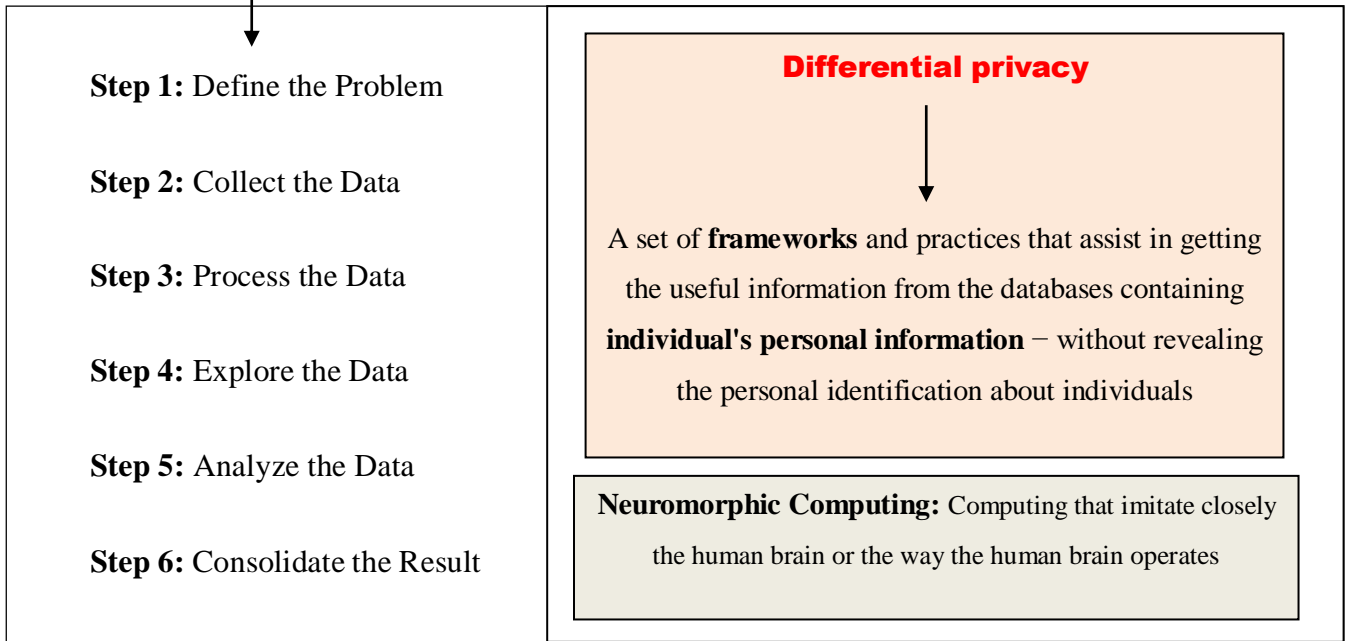 Step 1: Define the Problem
Step 2: Collect the Data
Step 3: Process the Data
Step 4: Explore the Data
Step 5: Analyze the Data
Step 6: Consolidate the Result
Differential privacy
A set of frameworks and practices that assist in getting
the useful information from the databases containing
individual's personal information − without revealing
the personal identification about individuals
Neuromorphic Computing: Computing that imitate closely
the human brain or the way the human brain operates